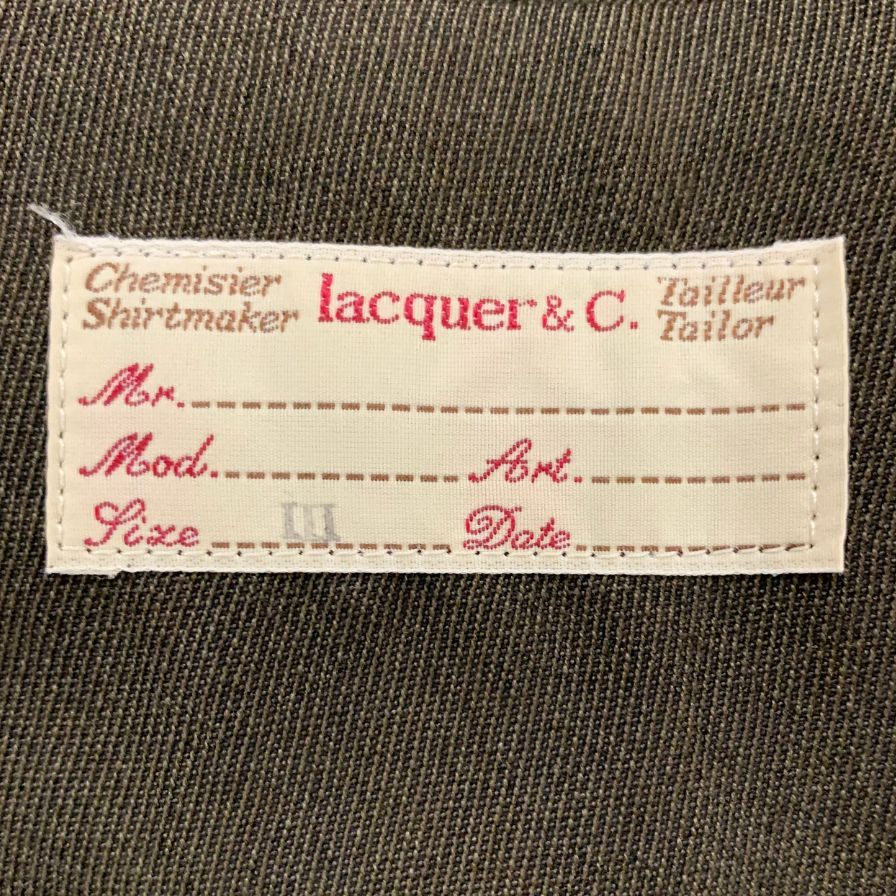 Chemisier lacquer & C. Tailleur
Shirtmaker Tailor
Mr.
Mod. Art.
Size III Date